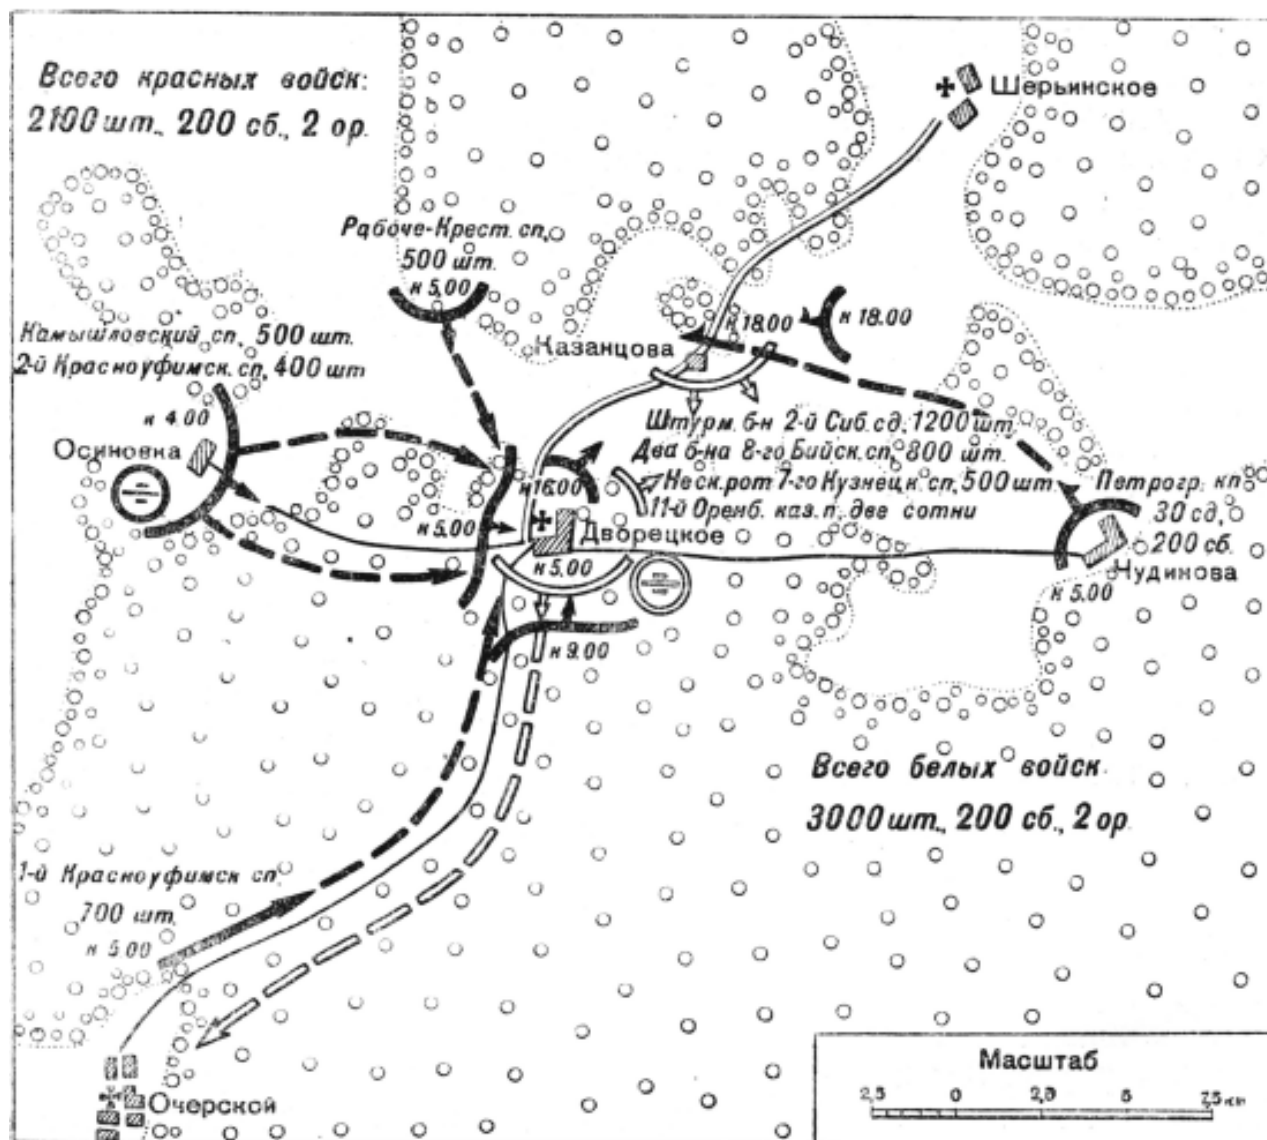 Всего красных войск:
2100 шт., 200 сб., 2 ор.
Шерьинское
Рабоче-Крест. сп,
500 шт.
к 5.00
Камышловский сп, 500 шт.
2-й Красноуфимск. сп, 400 шт
к 4.00
Осиновка
к 18.00
к 18.00
Казанцова
Штурм. б-н 2-й Сиб. сд, 1200 шт.
Два б-на 8-го Бийск. сп, 800 шт.
Неск. рот 7-го Кузнецк. сп, 500 шт.
11-й Оренб. каз. п. две сотни
к 16.00
к 5.00
Дворецкое
к 5.00
Петрогр. кп
30 сд,
200 сб.
Чудинова
к 5.00
к 9.00
Всего белых войск
3000 шт., 200 сб., 2 ор.
1-й Красноуфимск сп,
700 шт.
к 5.00
Очерской
Масштаб
2,5 0 2,5 5 7,5 км